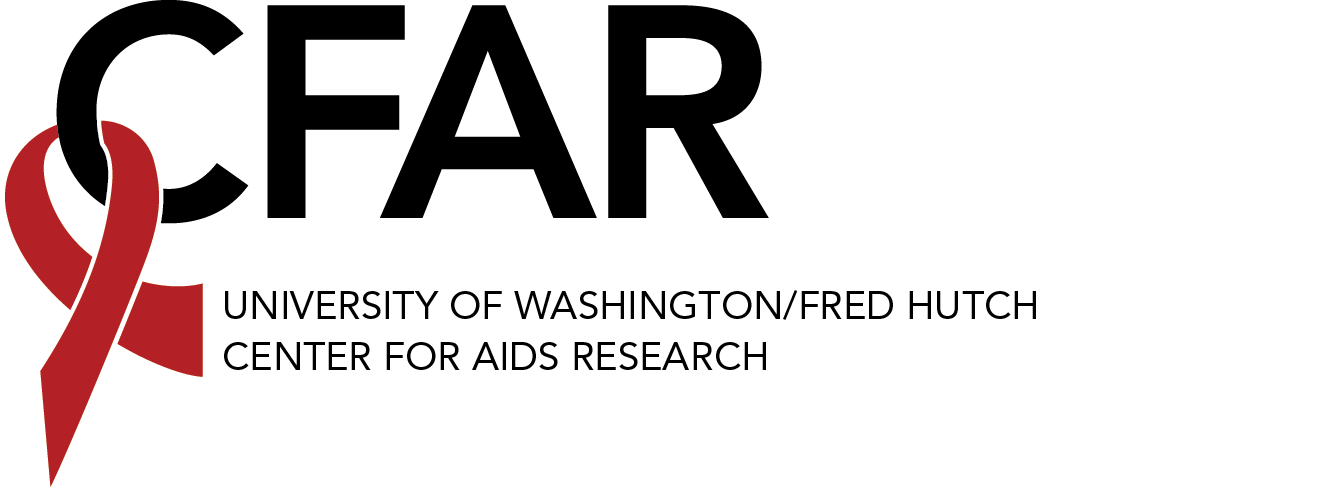 CFAR
UNIVERSITY OF WASHINGTON/FRED HUTCH
CENTER FOR AIDS RESEARCH